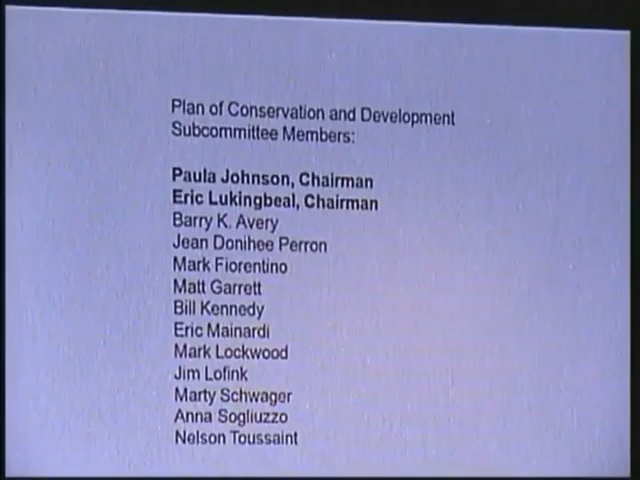 Plan of Conservation and Development
Subcommittee Members:
Paula Johnson, Chairman
Eric Lukingbeal, Chairman
Barry K. Avery
Jean Donihee Perron
Mark Fiorentino
Matt Garrett
Bill Kennedy
Eric Mainardi
Mark Lockwood
Jim Lofink
Marty Schwager
Anna Sogliuzzo
Nelson Toussaint